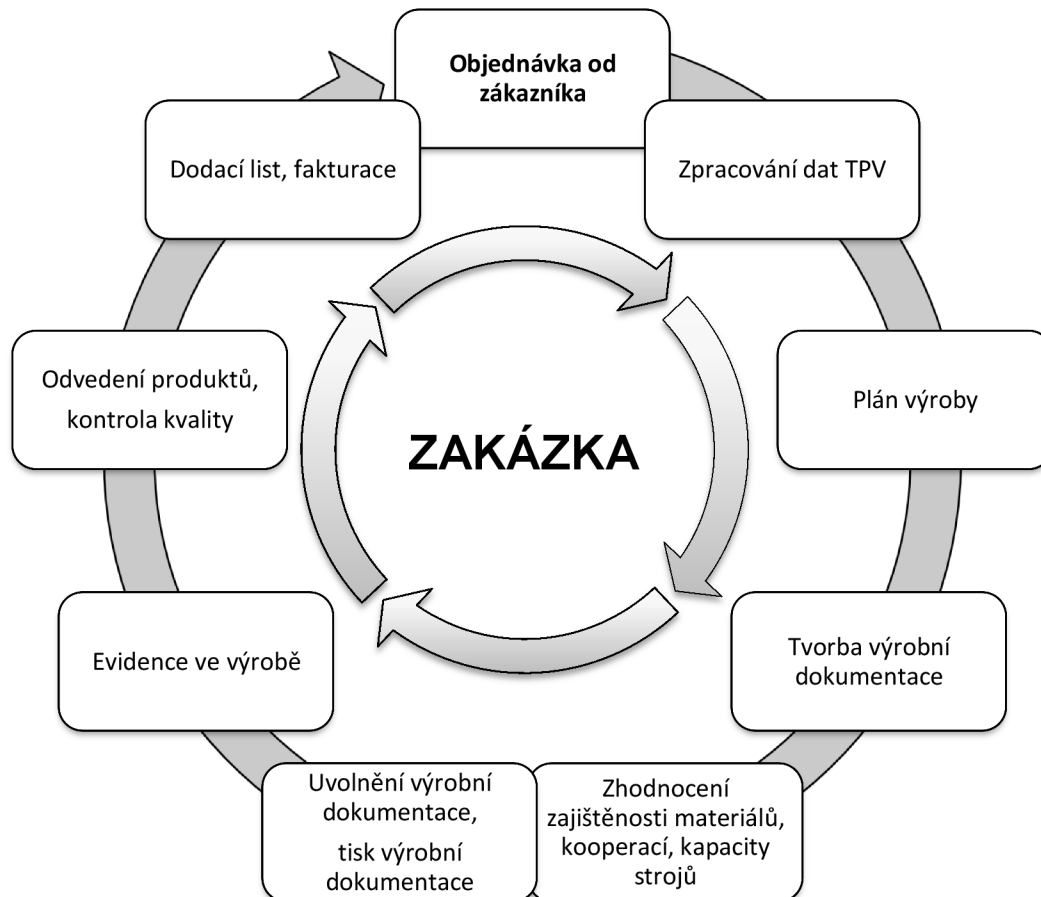 Objednávka od
zákazníka
Zpracování dat TPV
Plán výroby
Tvorba výrobní
dokumentace
Zhodnocení
zajištěnosti materiálů,
kooperací, kapacity
strojů
Uvolnění výrobní
dokumentace,
tisk výrobní
dokumentace
Evidence ve výrobě
Odvedení produktů,
kontrola kvality
Dodací list, fakturace
ZAKÁZKA